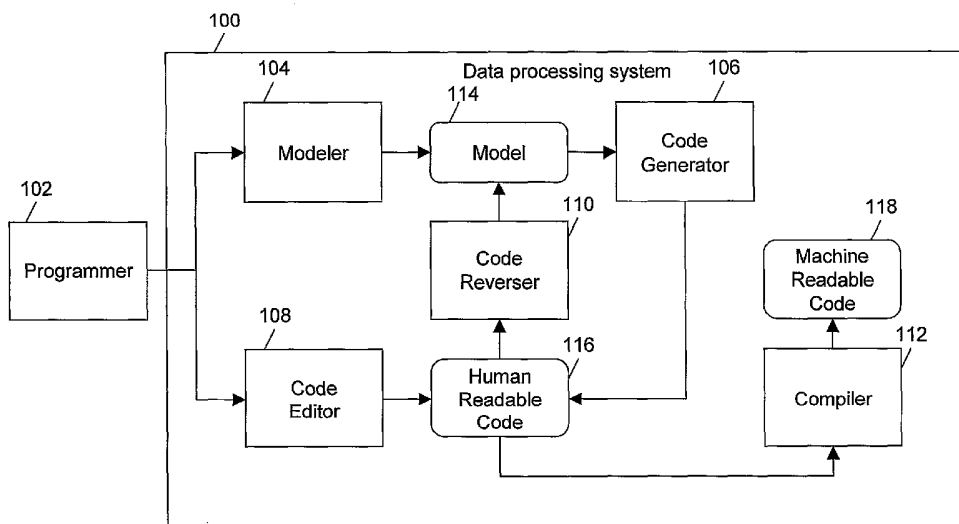 100
Data processing system
104
Modeler
114
Model
106
Code
Generator
102
Programmer
110
Code
Reverser
118
Machine
Readable
Code
108
Code
Editor
116
Human
Readable
Code
112
Compiler